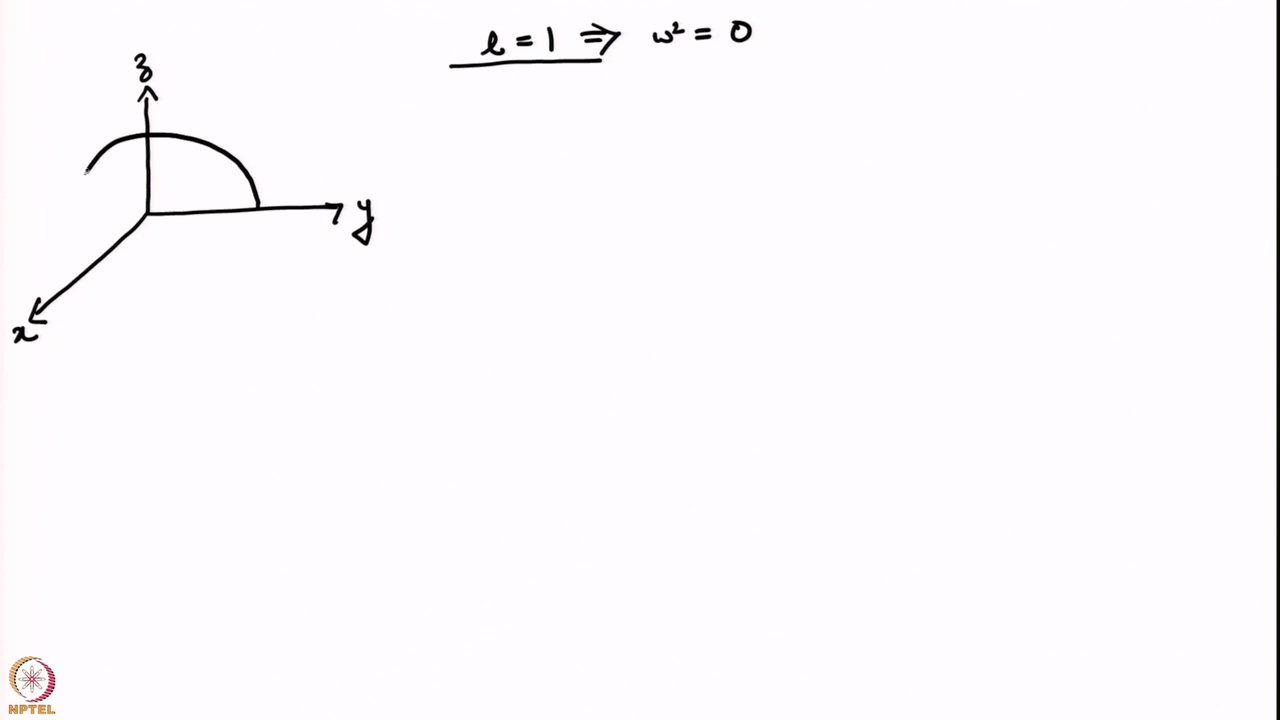 l = 1 ⇒ ω² = 0
z
y
x
NPTEL